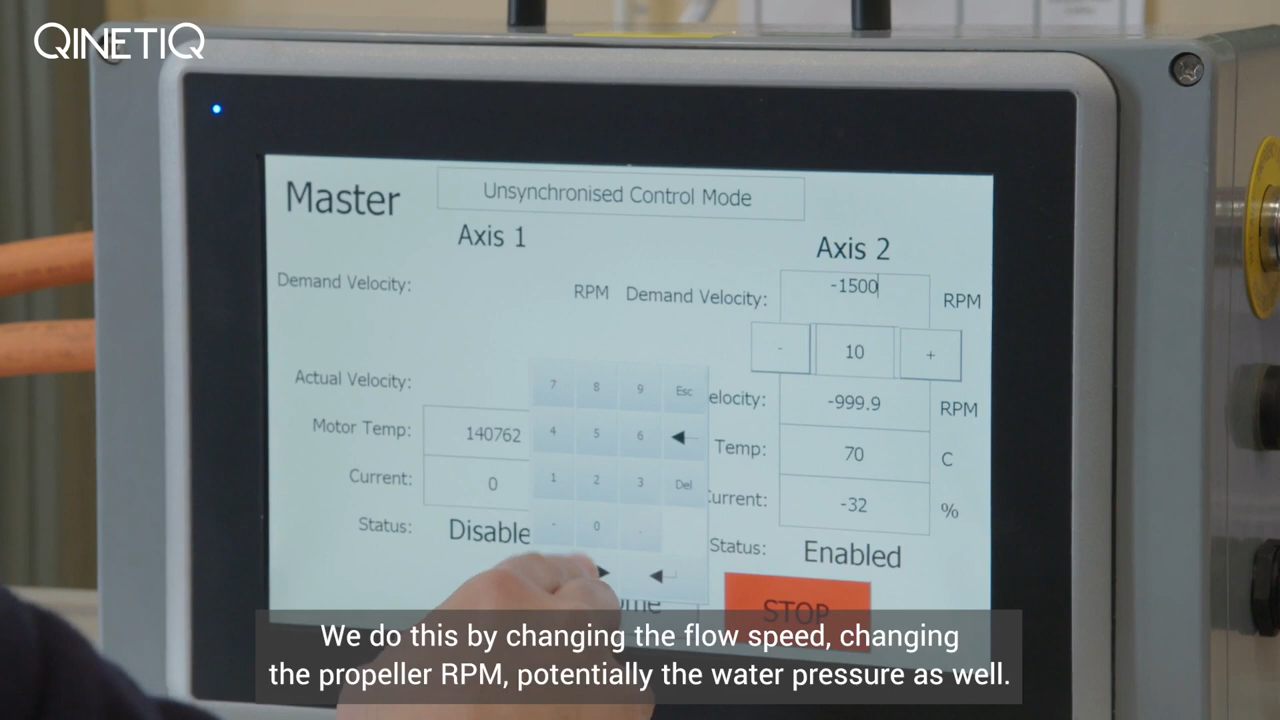 QINETIQ
Master
Unsynchronised Control Mode
Axis 1
Axis 2
Demand Velocity:
RPM
Demand Velocity:
-1500
RPM
-
10
+
Actual Velocity:
elocity:
-999.9
RPM
Motor Temp:
140762
Temp:
70
C
Current:
0
Current:
-32
%
Status:
Disable
Status:
Enabled
7 8 9 Esc
4 5 6
1 2 3 Del
- 0 .
STOP
We do this by changing the flow speed, changing
the propeller RPM, potentially the water pressure as well.